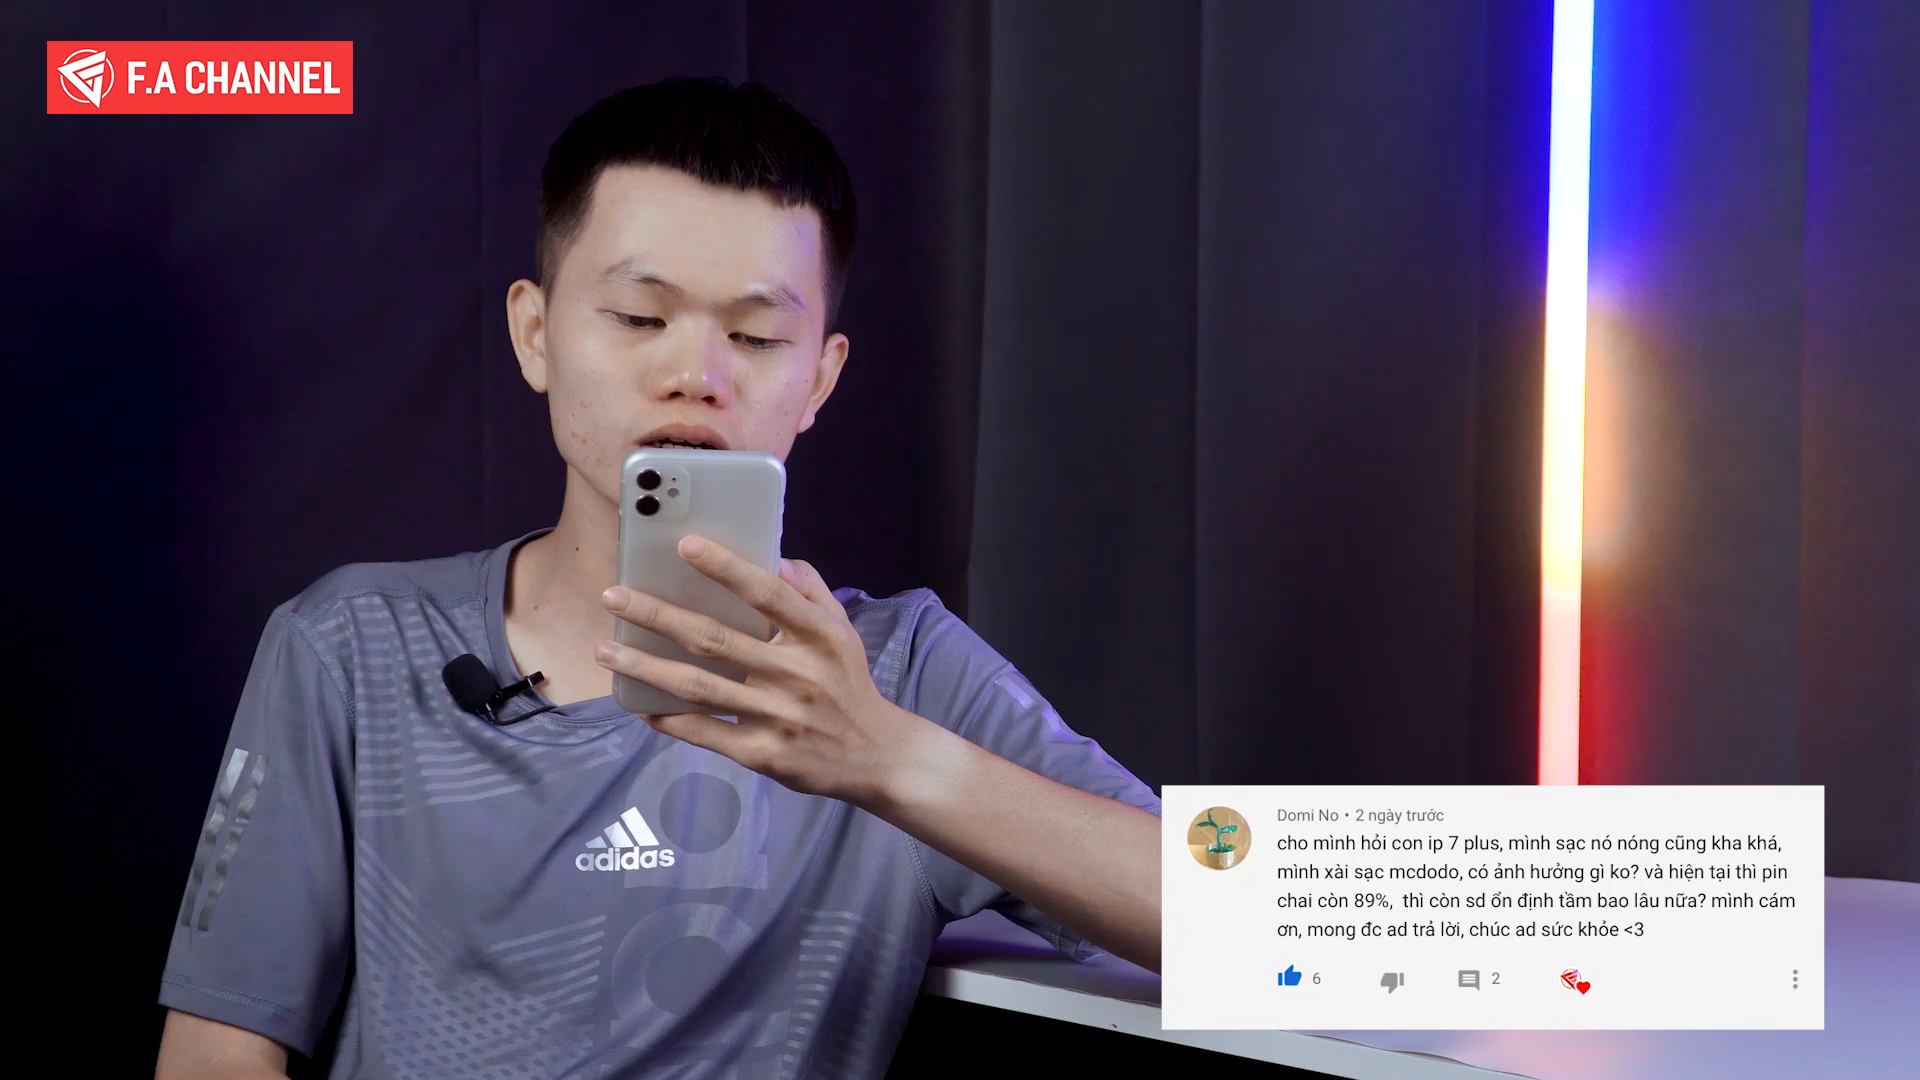 F.A CHANNEL
adidas
Domi No • 2 ngày trước
cho mình hỏi con ip 7 plus, mình sạc nó nóng cũng kha khá,
mình xài sạc mcdodo, có ảnh hưởng gì ko? và hiện tại thì pin
chai còn 89%, thì còn sd ổn định tầm bao lâu nữa? mình cám
ơn, mong đc ad trả lời, chúc ad sức khỏe <3
6
2